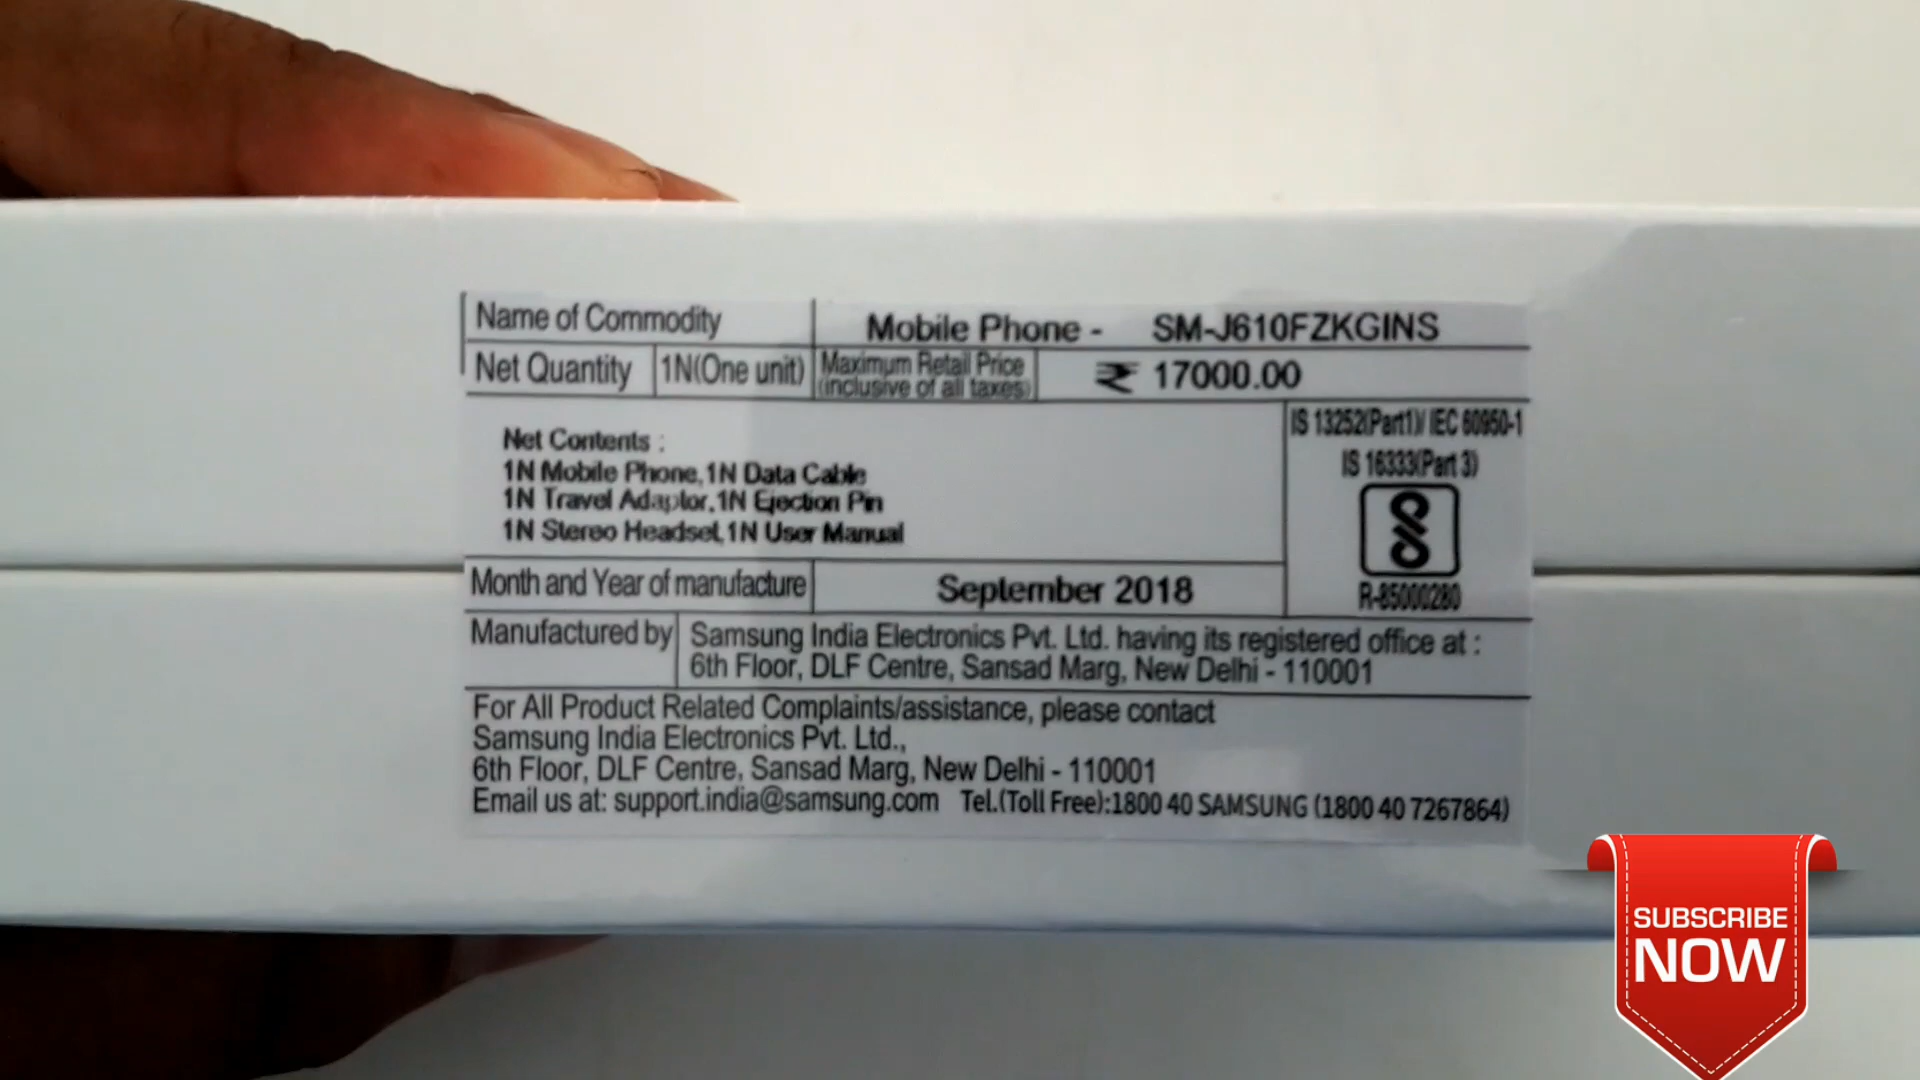 Name of Commodity Mobile Phone - SM-J610FZKGINS
Net Quantity 1N(One unit) Maximum Retail Price (inclusive of all taxes) ₹ 17000.00
Net Contents :
1N Mobile Phone, 1N Data Cable
1N Travel Adaptor, 1N Ejection Pin
1N Stereo Headset, 1N User Manual
IS 13252(Part1)/ IEC 60950-1
IS 16333(Part 3)
R-85000280
Month and Year of manufacture September 2018
Manufactured by Samsung India Electronics Pvt. Ltd. having its registered office at :
6th Floor, DLF Centre, Sansad Marg, New Delhi - 110001
For All Product Related Complaints/assistance, please contact
Samsung India Electronics Pvt. Ltd.,
6th Floor, DLF Centre, Sansad Marg, New Delhi - 110001
Email us at: support.india@samsung.com Tel.(Toll Free):1800 40 SAMSUNG (1800 40 7267864)
SUBSCRIBE
NOW